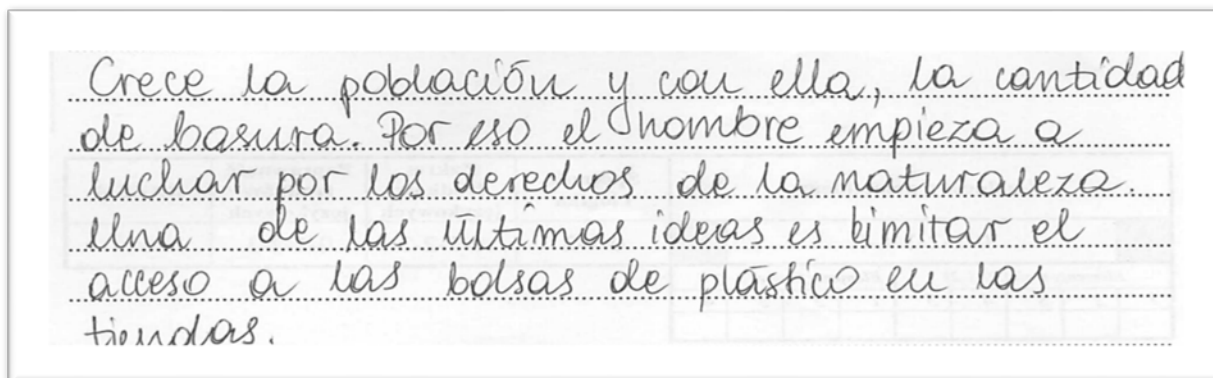 Crece la población y con ella, la cantidad
de basura. Por eso el hombre empieza a
luchar por los derechos de la naturaleza.
Una de las últimas ideas es limitar el
acceso a las bolsas de plástico en las
tiendas.